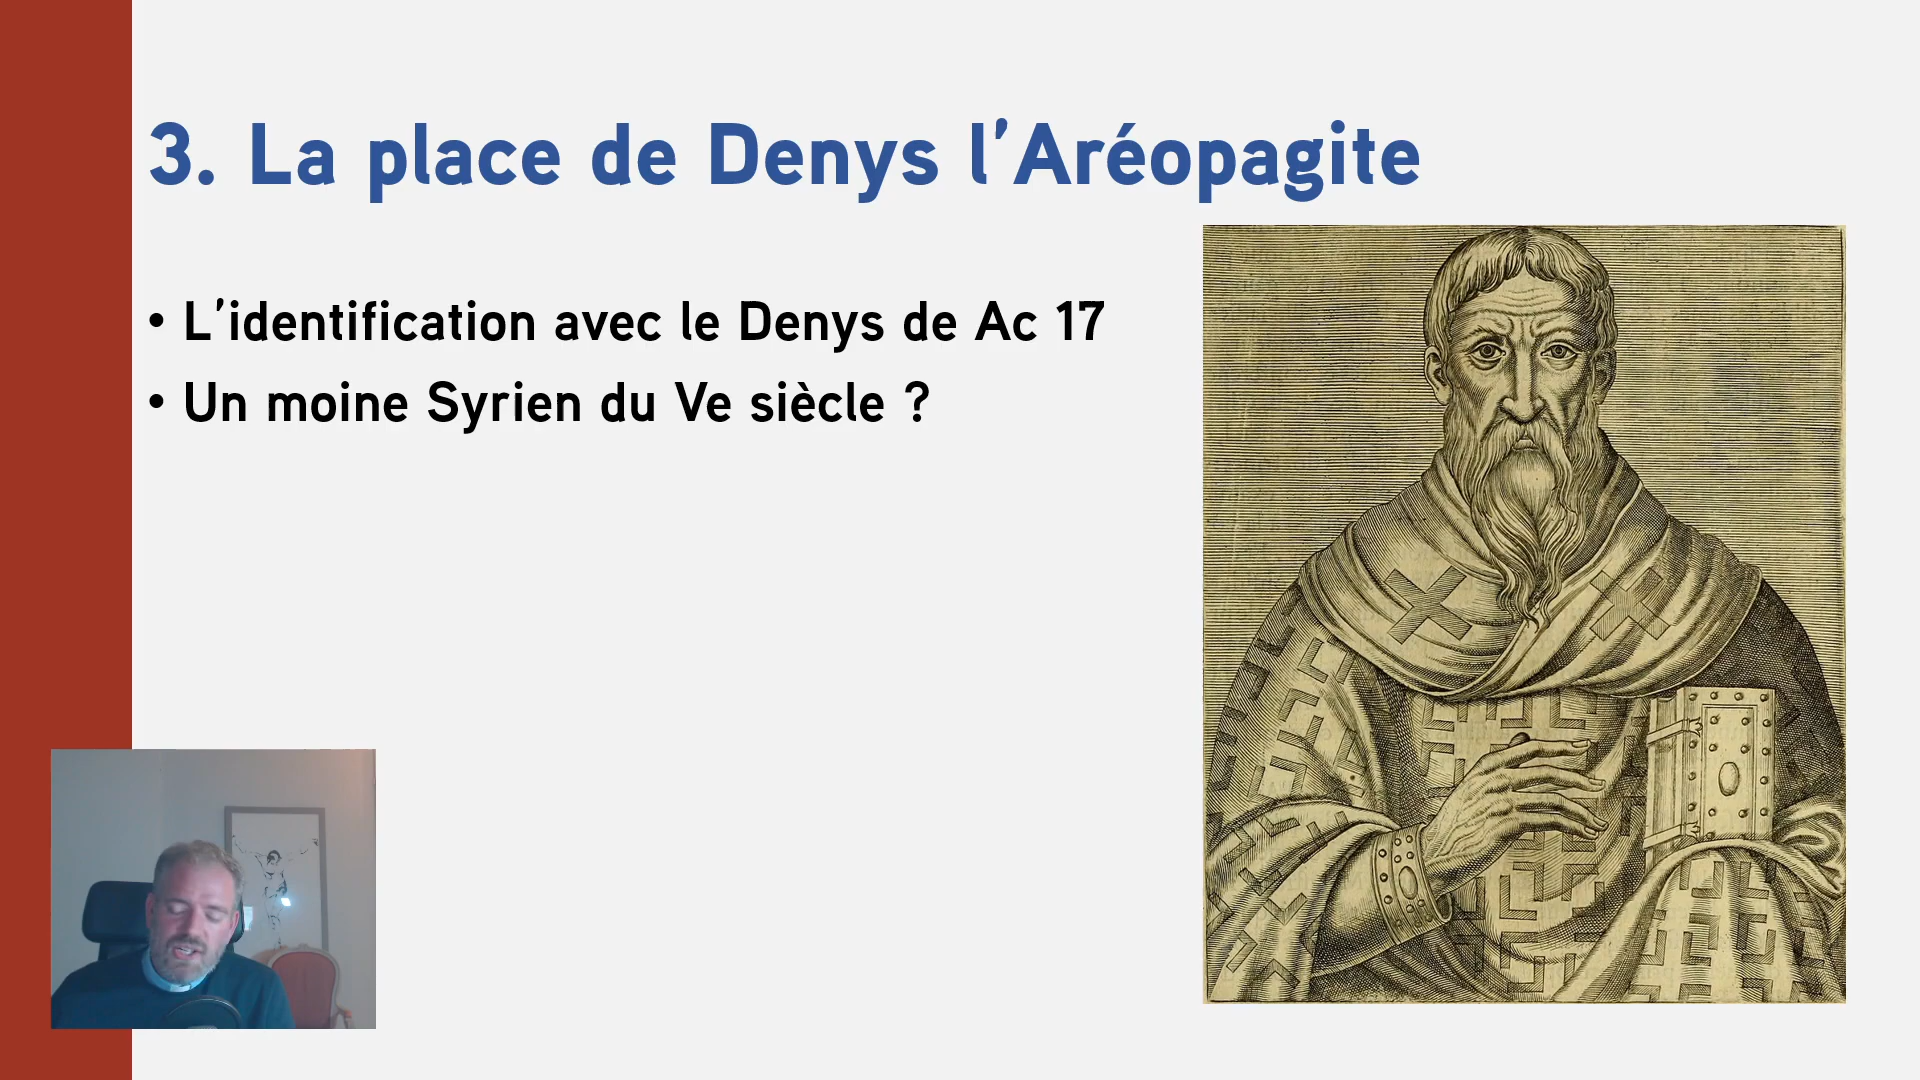 3. La place de Denys l’Aréopagite
• L’identification avec le Denys de Ac 17
• Un moine Syrien du Ve siècle ?